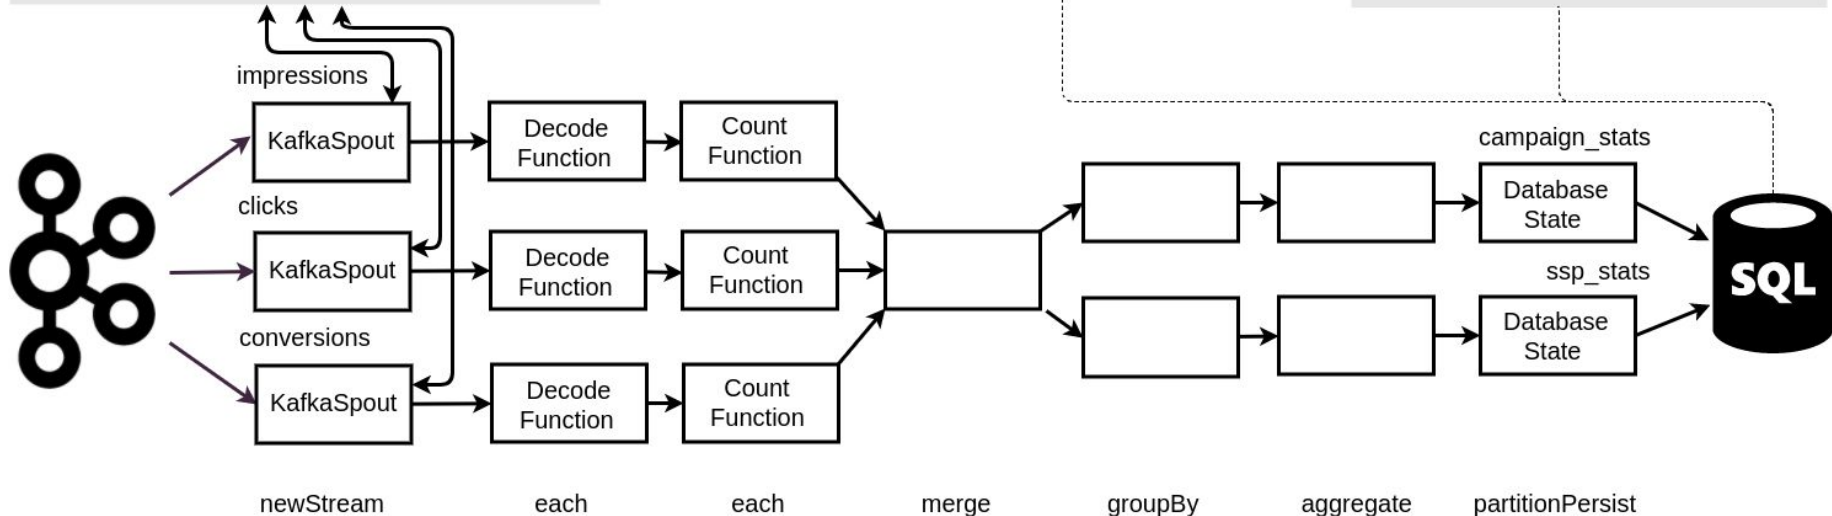 impressions
KafkaSpout
Decode
Function
Count
Function
clicks
KafkaSpout
Decode
Function
Count
Function
conversions
KafkaSpout
Decode
Function
Count
Function
campaign_stats
Database
State
ssp_stats
Database
State
SQL
newStream
each
each
merge
groupBy
aggregate
partitionPersist